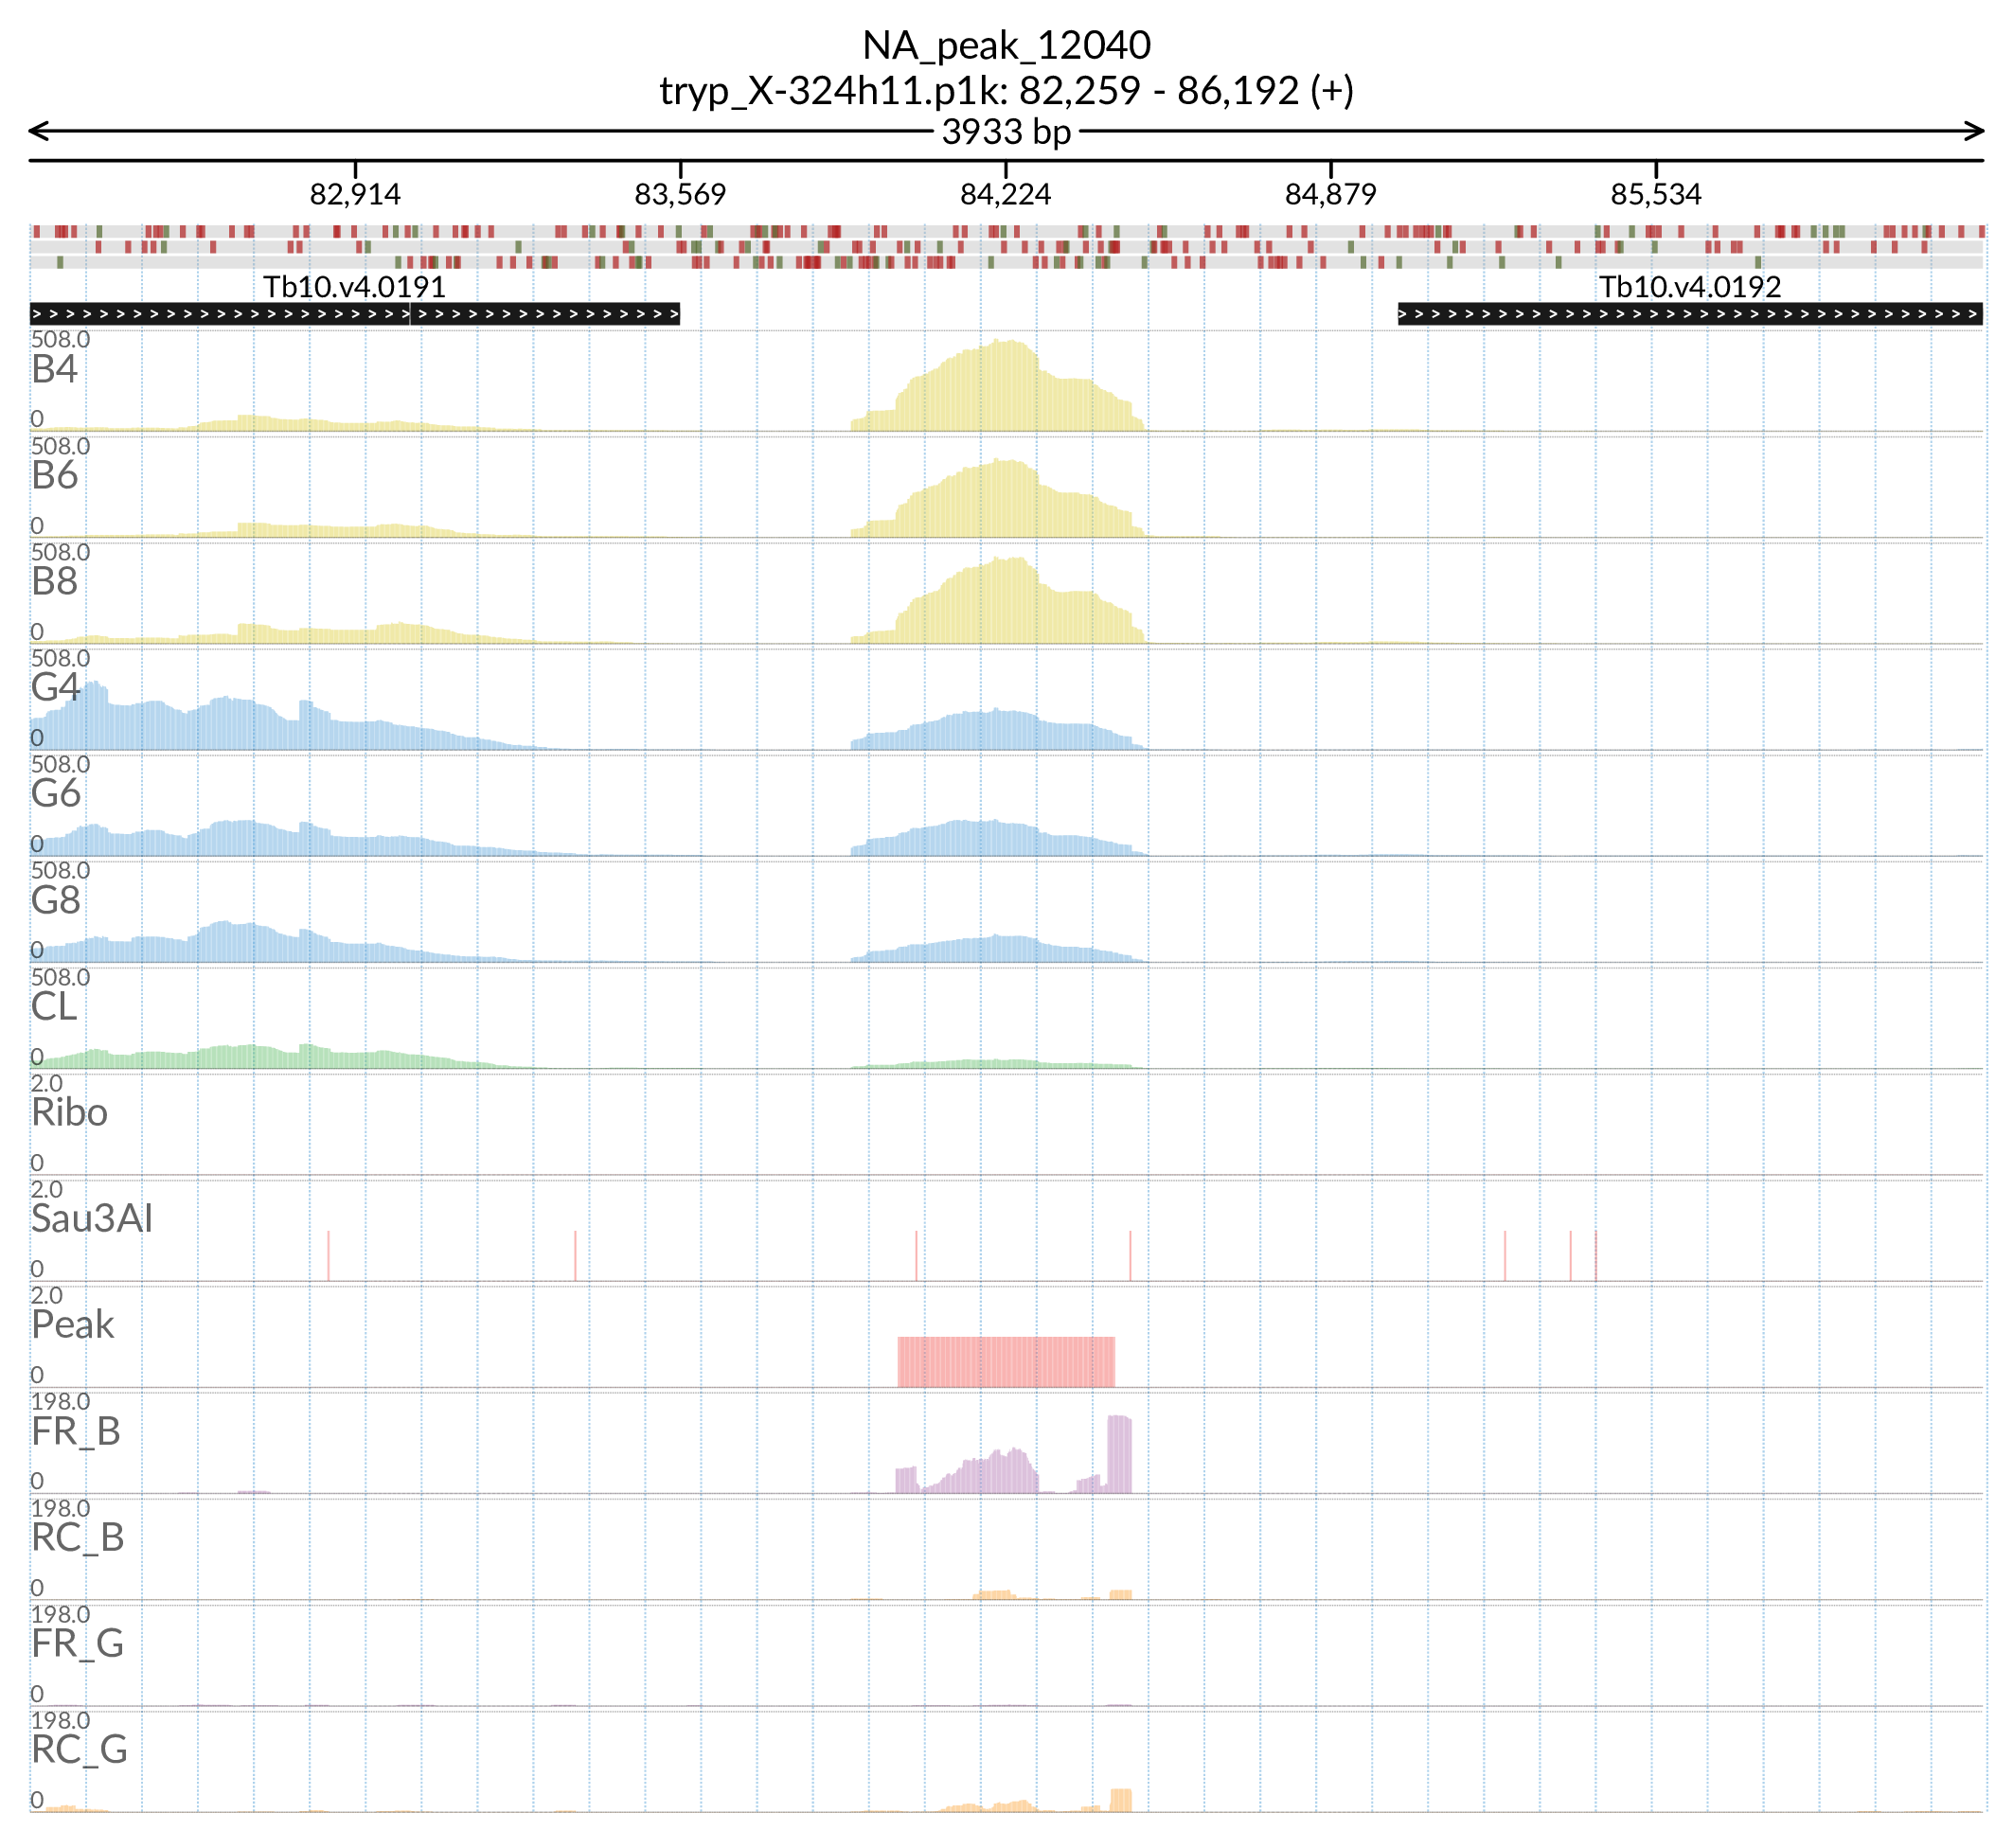 NA_peak_12040
tryp_X-324h11.p1k: 82,259 - 86,192 (+)
3933 bp
82,914 83,569 84,224 84,879 85,534
Tb10.v4.0191 Tb10.v4.0192
508.0
B4
0
508.0
B6
0
508.0
B8
0
508.0
G4
0
508.0
G6
0
508.0
G8
0
508.0
CL
0
2.0
Ribo
0
2.0
Sau3AI
0
2.0
Peak
0
198.0
FR_B
0
198.0
RC_B
0
198.0
FR_G
0
198.0
RC_G
0